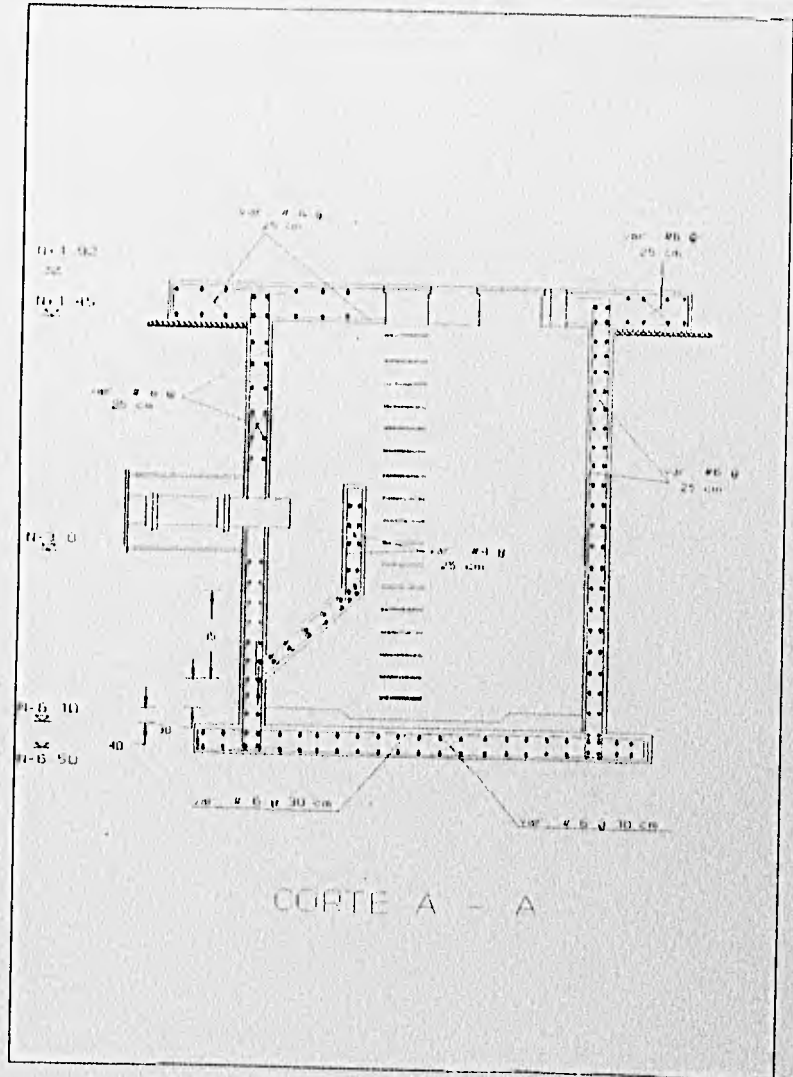 var. # 6 @
25 cm
var. #6 @
25 cm
N+1.92
N+1.45
var. # 6 @
25 cm
var. #6 @
25 cm
var. #4 @
25 cm
N-6.10
40
N-6.50
var. # 6 @ 30 cm
var. # 6 @ 30 cm
CORTE A - A